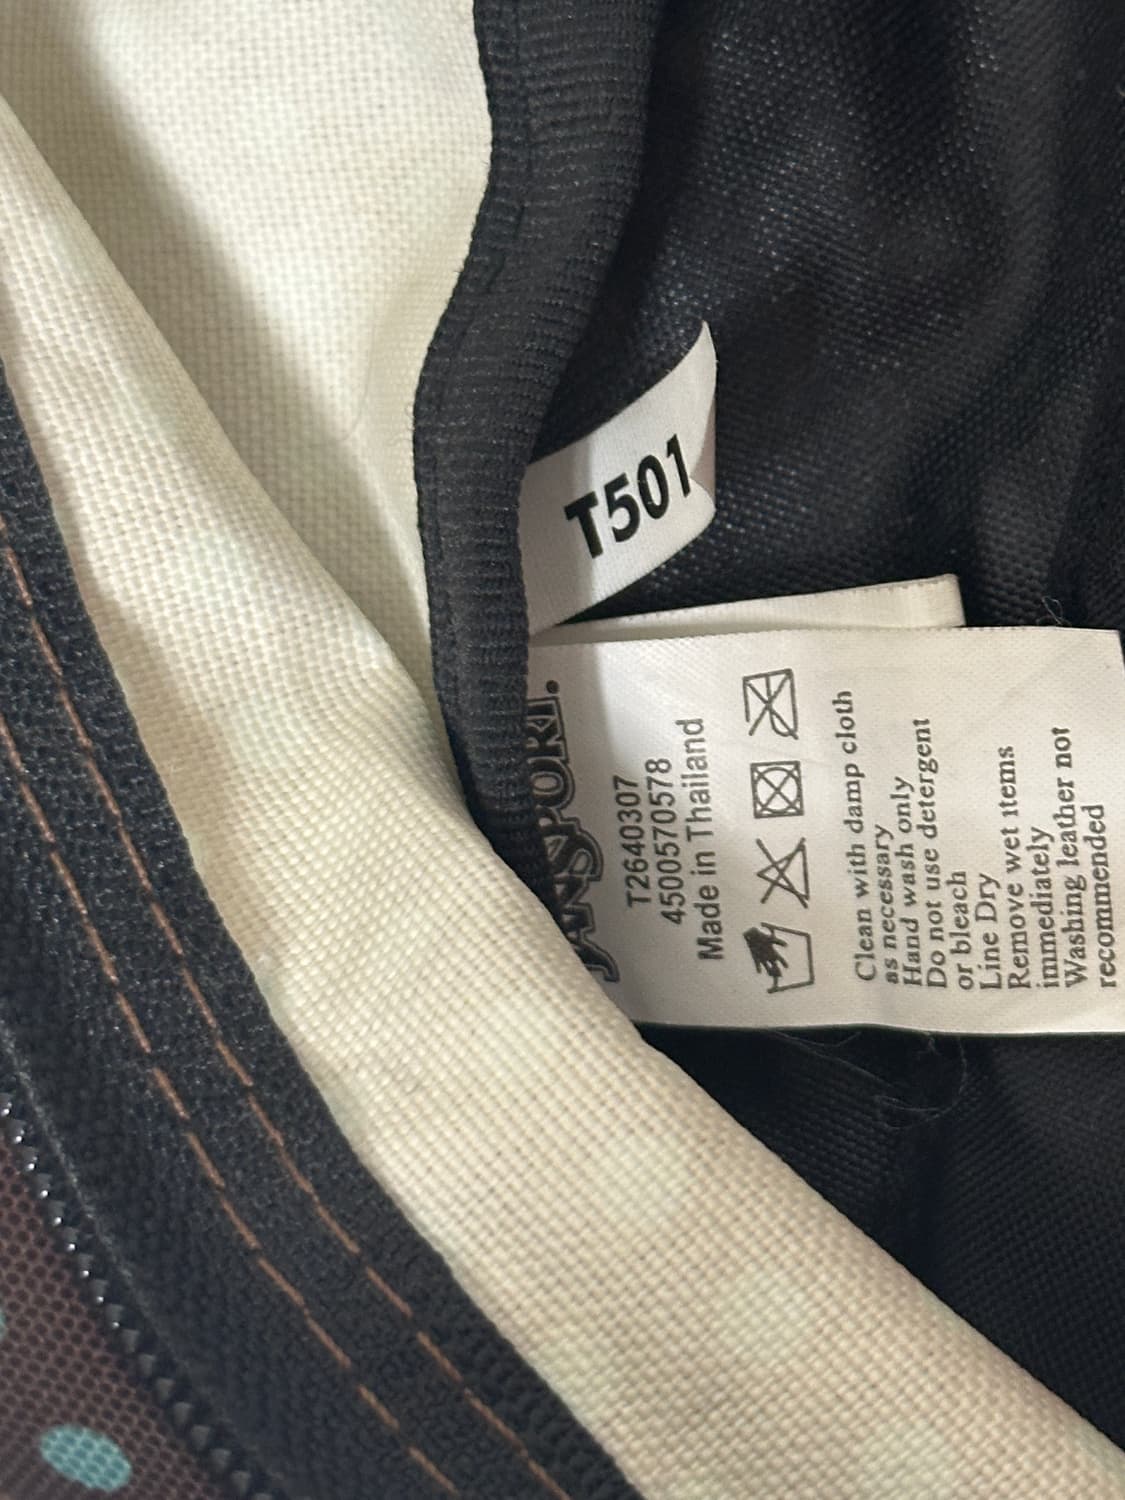 T501
JANSPORT.
T2640307
4500570578
Made in Thailand
Clean with damp cloth
as necessary
Hand wash only
Do not use detergent
or bleach
Line Dry
Remove wet items
immediately
Washing leather not
recommended